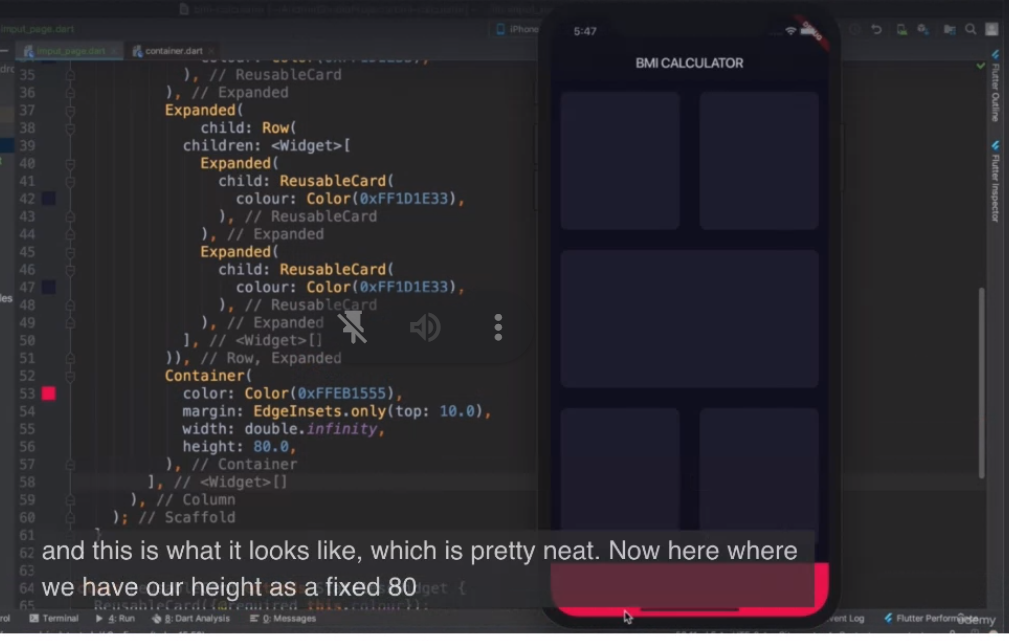 input_page.dart
iPhone
input_page.dart
container.dart
5:47
BMI CALCULATOR
35 ), // ReusableCard
36 ), // Expanded
37 Expanded(
38 child: Row(
39 children: <Widget>[
40 Expanded(
41 child: ReusableCard(
42 colour: Color(0xFF1D1E33),
43 ), // ReusableCard
44 ), // Expanded
45 Expanded(
46 child: ReusableCard(
47 colour: Color(0xFF1D1E33),
48 ), // ReusableCard
49 ), // Expanded
50 ], // <Widget>[]
51 )), // Row, Expanded
52 Container(
53 color: Color(0xFFEB1555),
54 margin: EdgeInsets.only(top: 10.0),
55 width: double.infinity,
56 height: 80.0,
57 ), // Container
58 ], // <Widget>[]
59 ), // Column
60 ); // Scaffold
61 }
62
63
64
65 ReusableCard({@required this.colour});
and this is what it looks like, which is pretty neat. Now here where
we have our height as a fixed 80
Flutter Outline
Flutter Inspector
Terminal
4: Run
Dart Analysis
0: Messages
Event Log
Flutter Performance
udemy